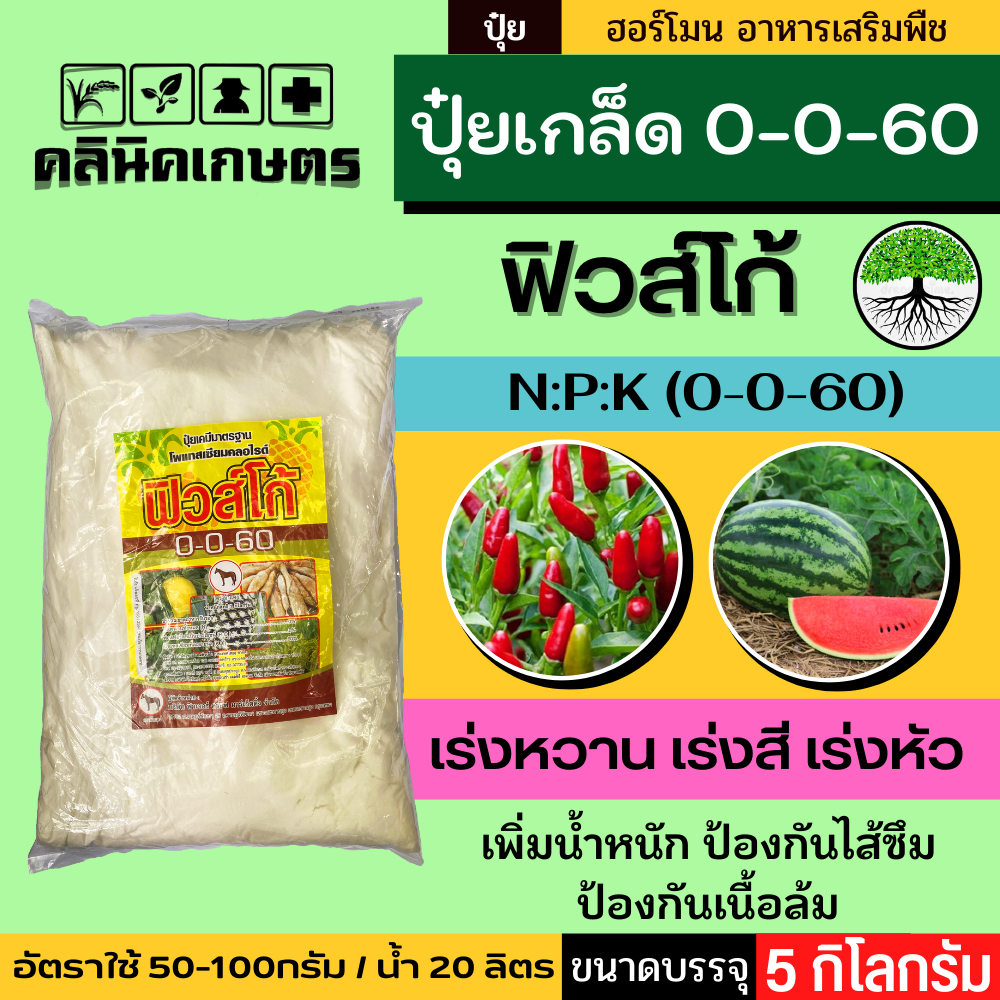 ปุ๋ย
ฮอร์โมน อาหารเสริมพืช
คลินิคเกษตร
ปุ๋ยเกล็ด 0-0-60
ฟิวส์โก้
N:P:K (0-0-60)
ปุ๋ยเคมีมาตรฐาน
โพแทสเซียมคลอไรด์
ฟิวส์โก้
0-0-60
เร่งหวาน เร่งสี เร่งหัว
เพิ่มน้ำหนัก ป้องกันไส้ซึม
ป้องกันเนื้อล้ม
อัตราใช้ 50-100กรัม / น้ำ 20 ลิตร
ขนาดบรรจุ
5 กิโลกรัม